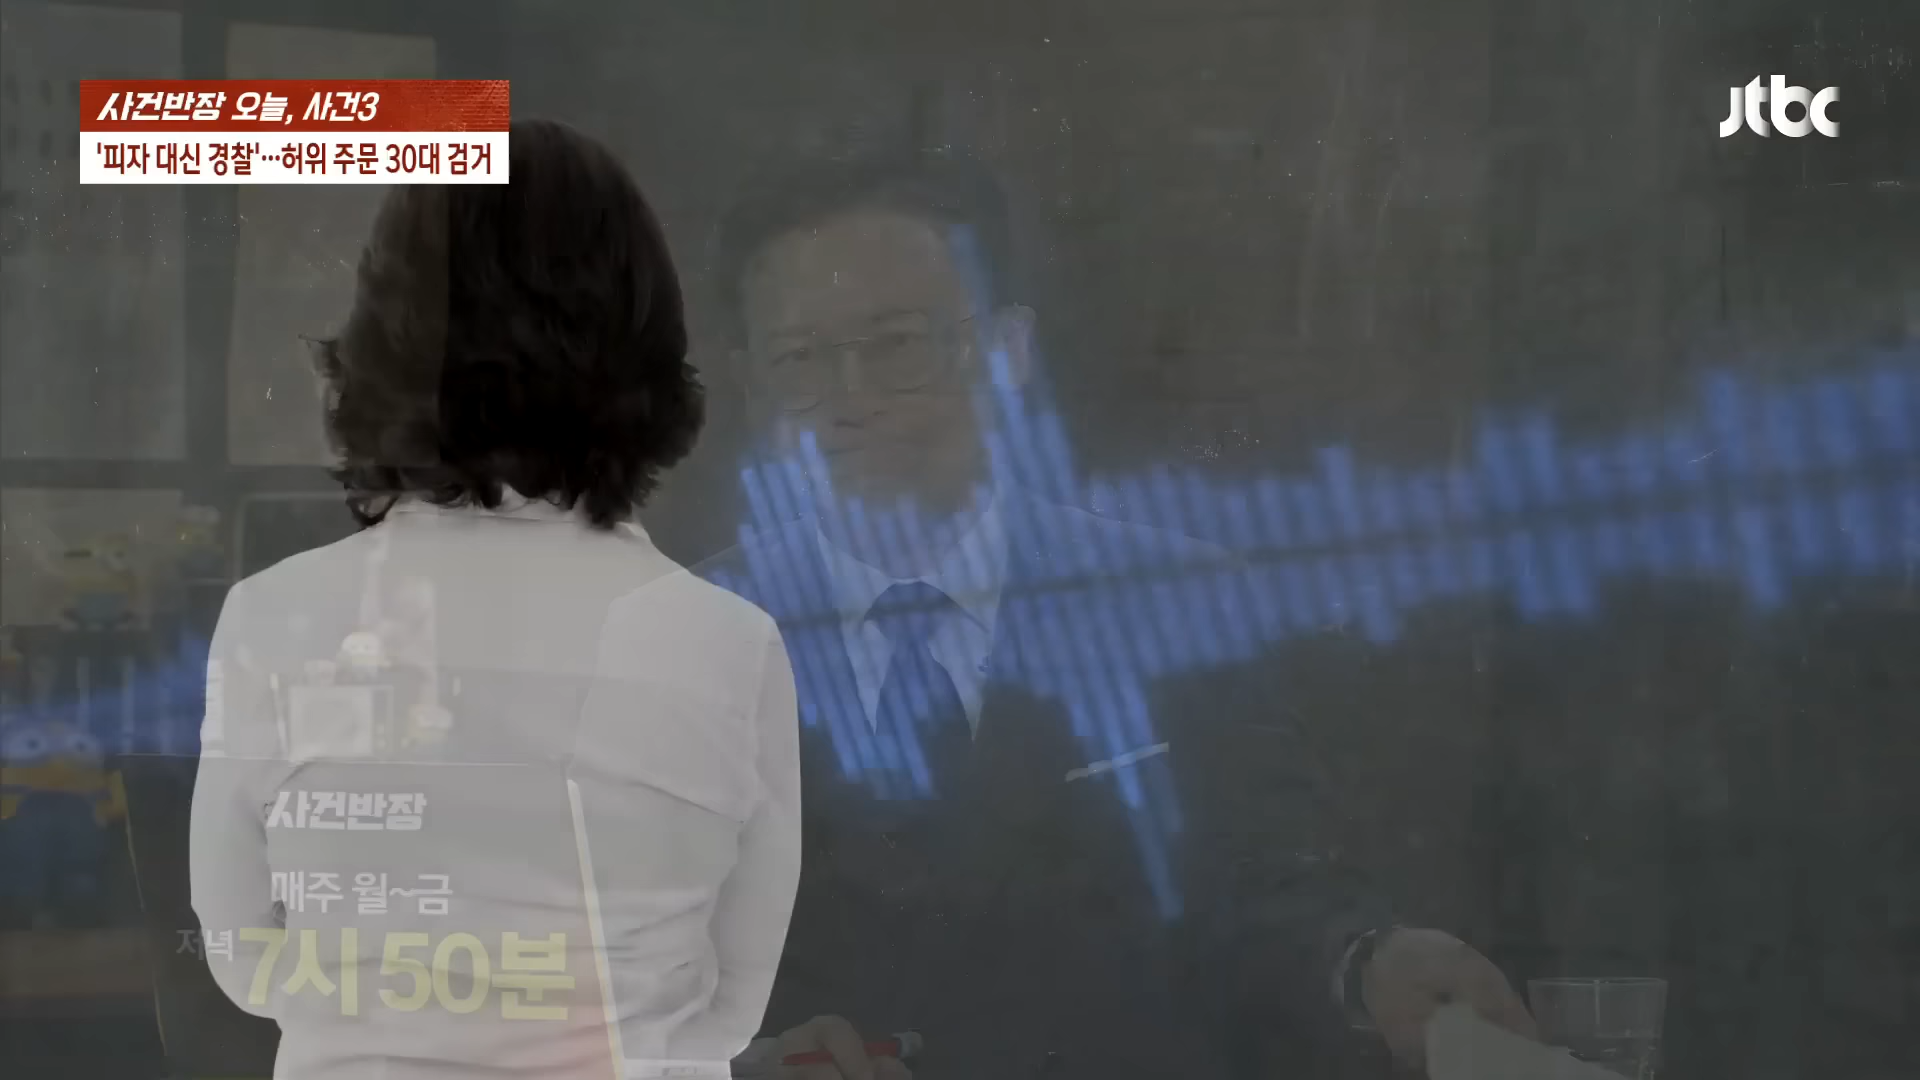 사건반장 오늘, 사건3
'피자 대신 경찰'…허위 주문 30대 검거
jtbc
사건반장
매주 월~금
저녁 7시 50분